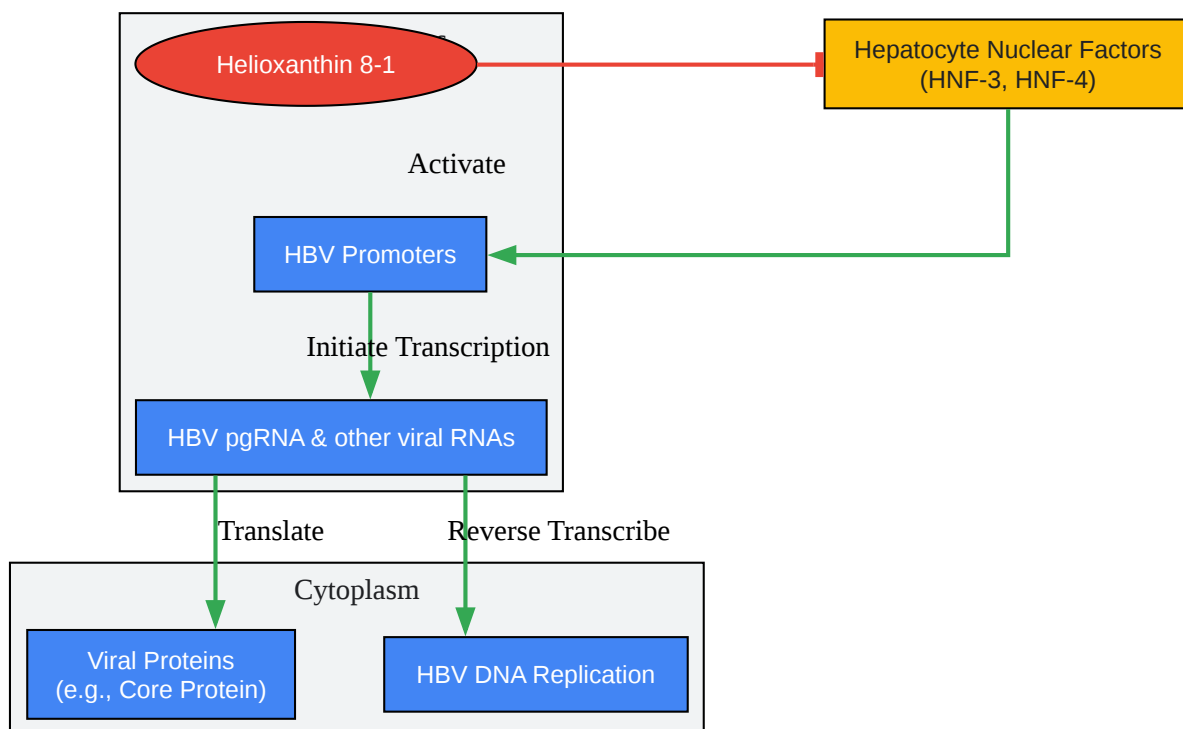 Helioxanthin 8-1
Hepatocyte Nuclear Factors
(HNF-3, HNF-4)
Activate
HBV Promoters
Initiate Transcription
HBV pgRNA & other viral RNAs
Translate
Reverse Transcribe
Cytoplasm
Viral Proteins
(e.g., Core Protein)
HBV DNA Replication